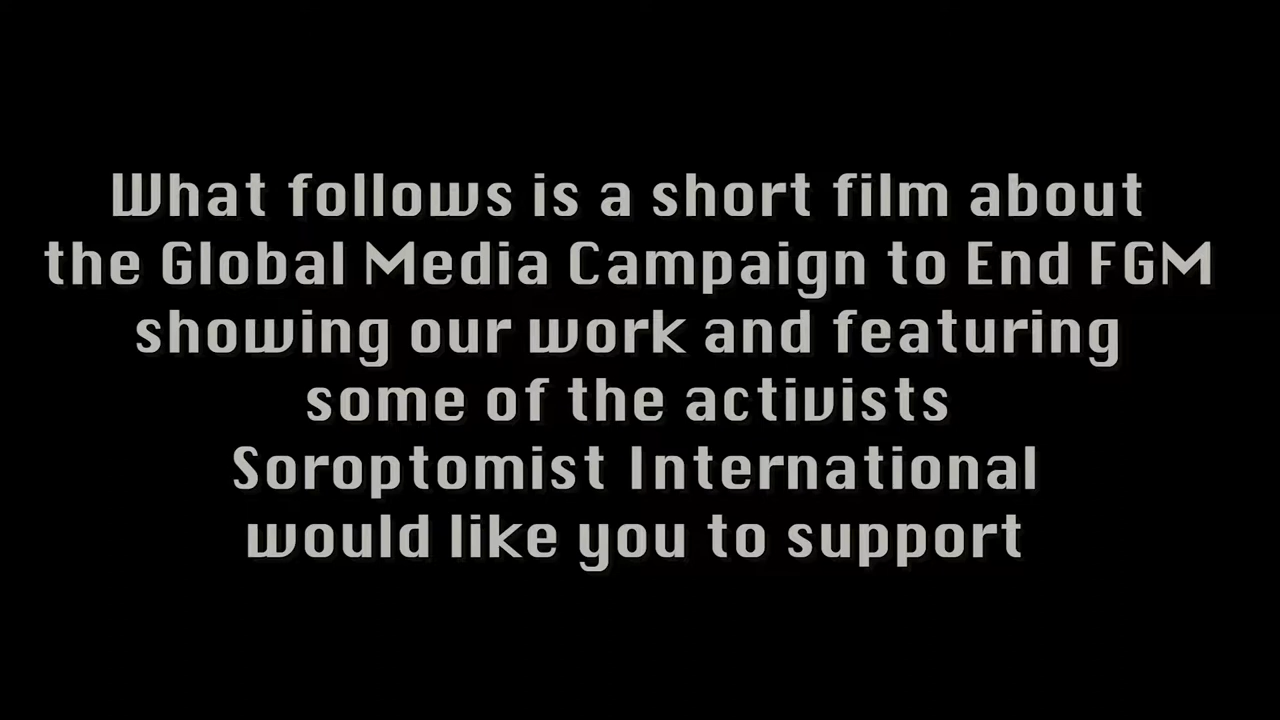 What follows is a short film about
the Global Media Campaign to End FGM
showing our work and featuring
some of the activists
Soroptomist International
would like you to support